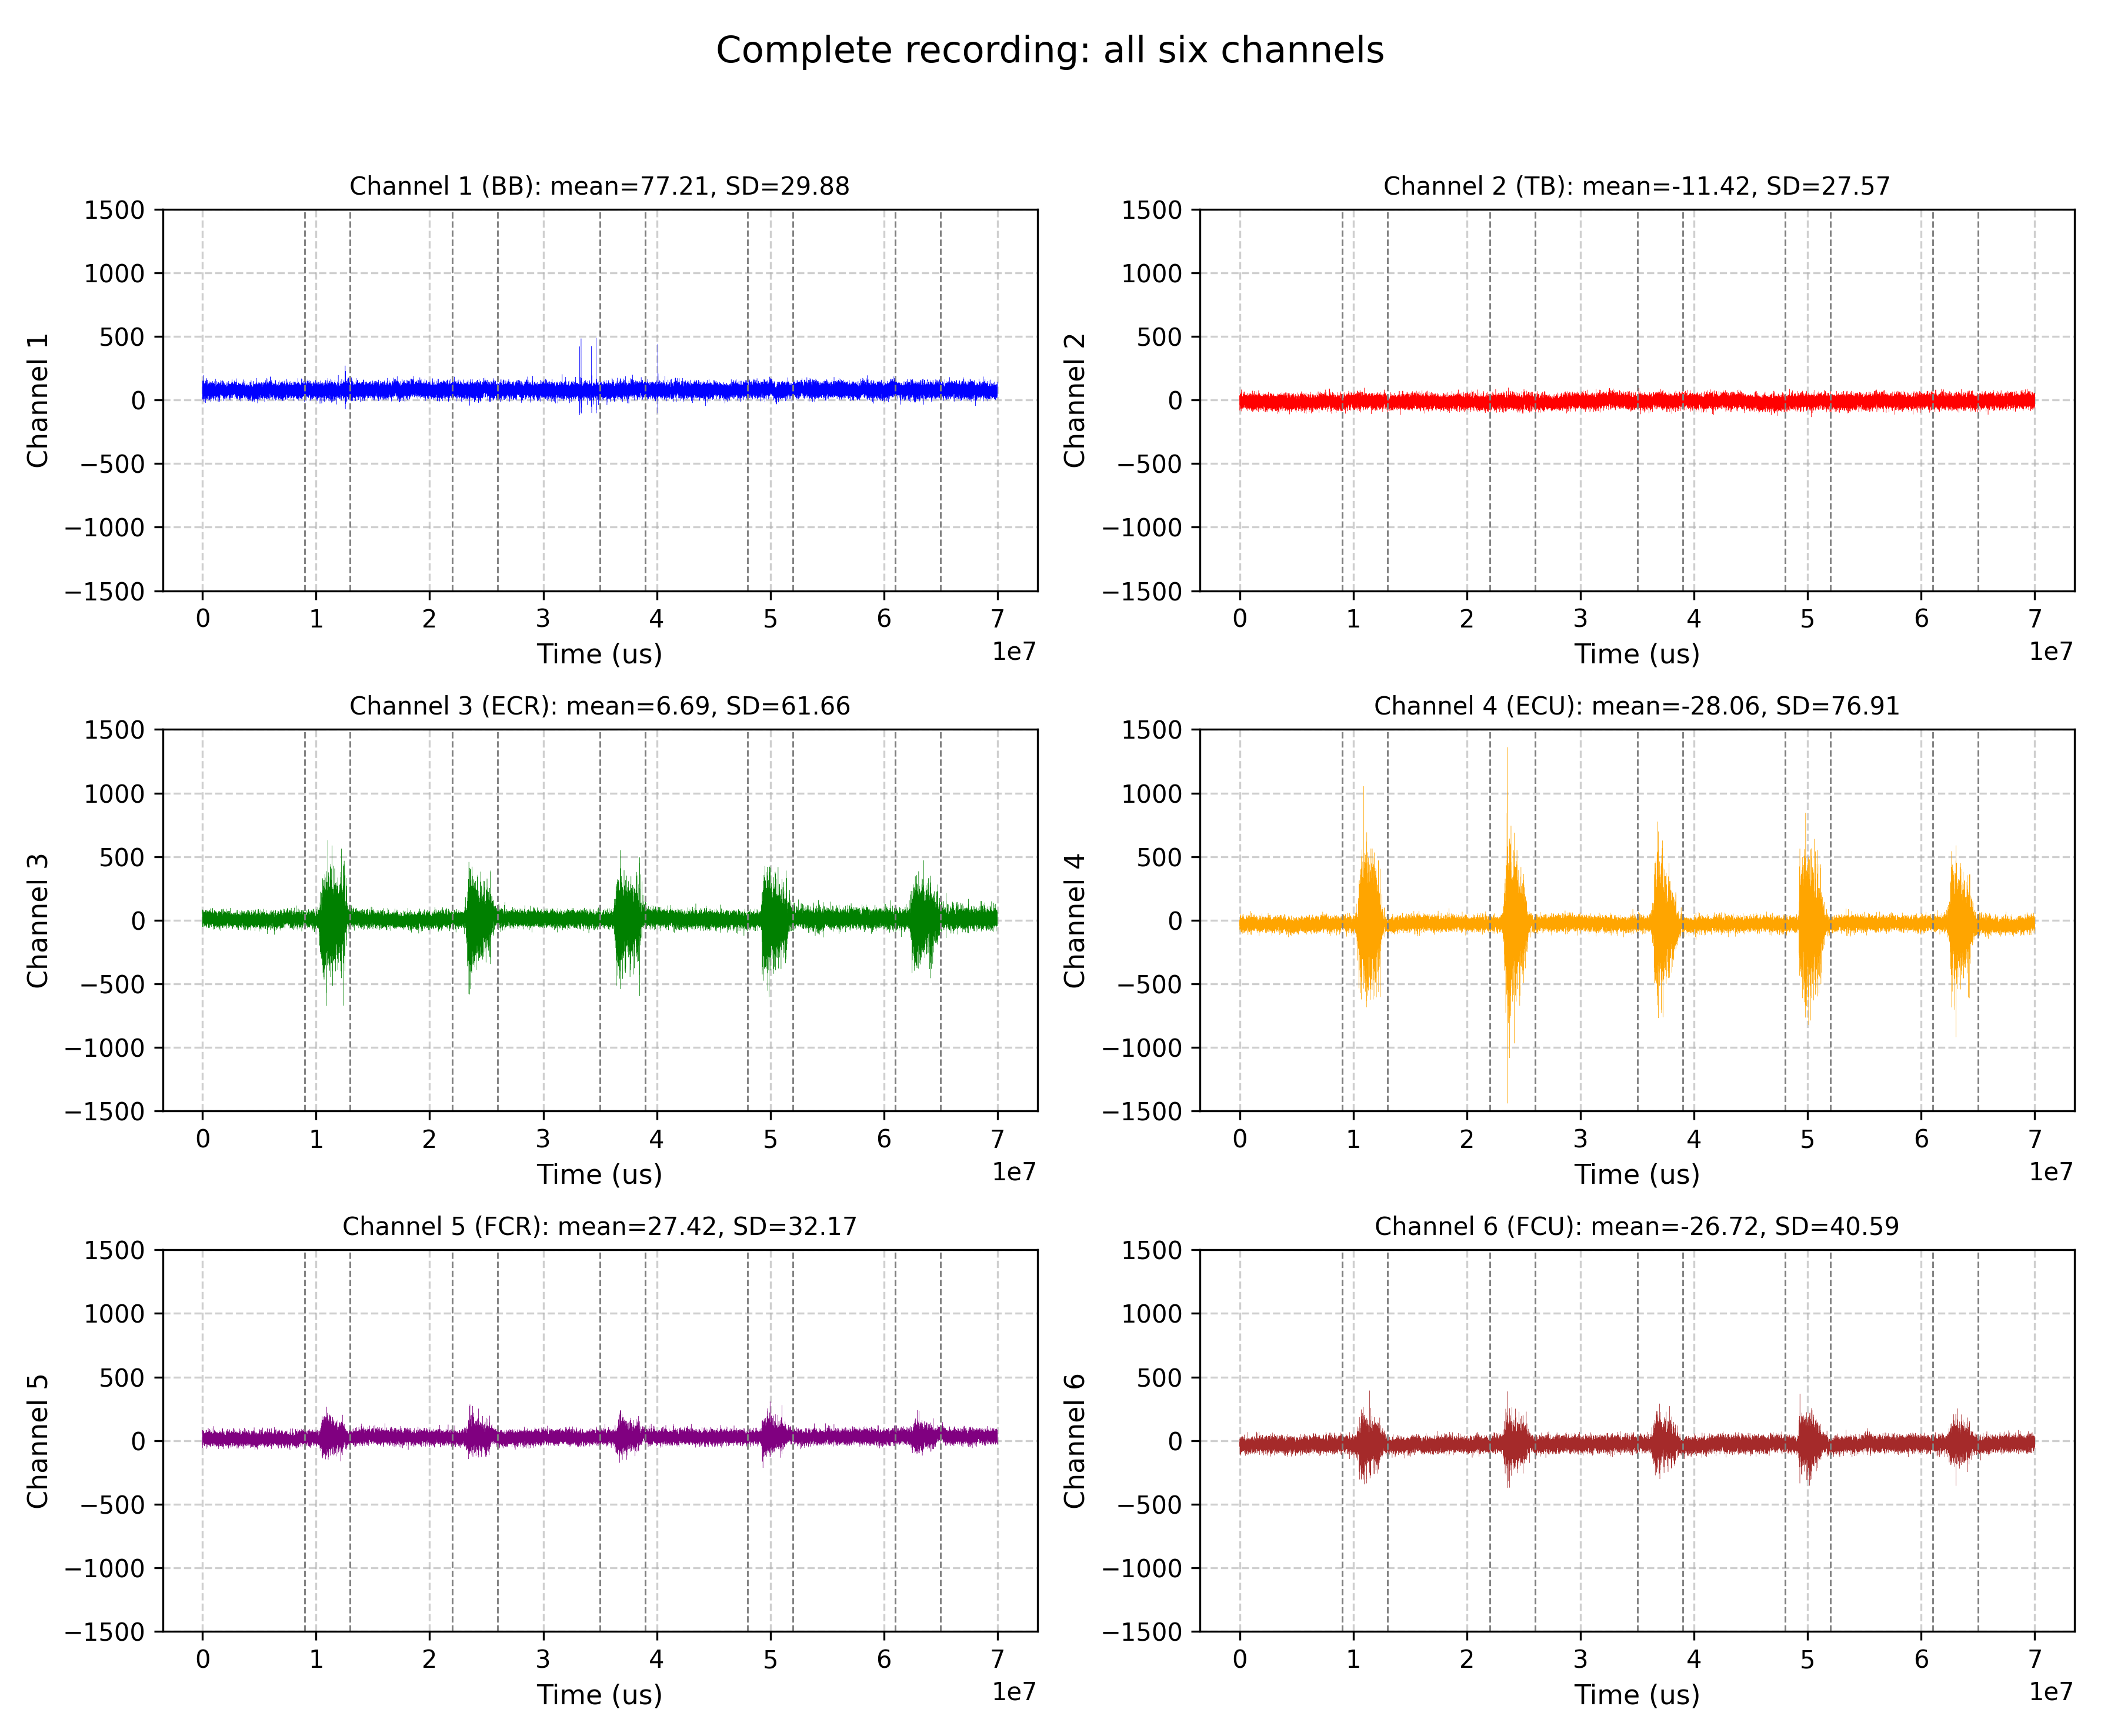 Complete recording: all six channels
Channel 1 (BB): mean=77.21, SD=29.88
1500
1000
500
0
−500
−1000
−1500
Channel 1
0 1 2 3 4 5 6 7
1e7
Time (us)
Channel 2 (TB): mean=-11.42, SD=27.57
1500
1000
500
0
−500
−1000
−1500
Channel 2
0 1 2 3 4 5 6 7
1e7
Time (us)
Channel 3 (ECR): mean=6.69, SD=61.66
1500
1000
500
0
−500
−1000
−1500
Channel 3
0 1 2 3 4 5 6 7
1e7
Time (us)
Channel 4 (ECU): mean=-28.06, SD=76.91
1500
1000
500
0
−500
−1000
−1500
Channel 4
0 1 2 3 4 5 6 7
1e7
Time (us)
Channel 5 (FCR): mean=27.42, SD=32.17
1500
1000
500
0
−500
−1000
−1500
Channel 5
0 1 2 3 4 5 6 7
1e7
Time (us)
Channel 6 (FCU): mean=-26.72, SD=40.59
1500
1000
500
0
−500
−1000
−1500
Channel 6
0 1 2 3 4 5 6 7
1e7
Time (us)